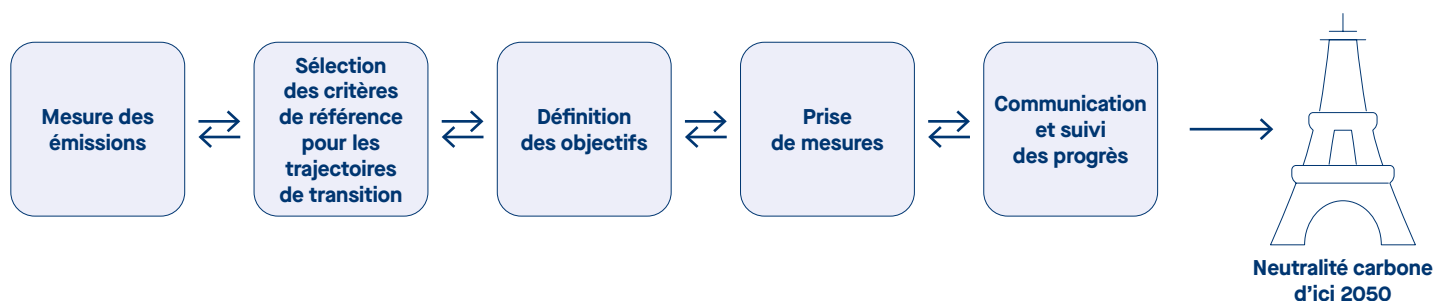 Mesure des
émissions
Sélection
des critères
de référence
pour les
trajectoires
de transition
Définition
des objectifs
Prise
de mesures
Communication
et suivi
des progrès
Neutralité carbone
d'ici 2050